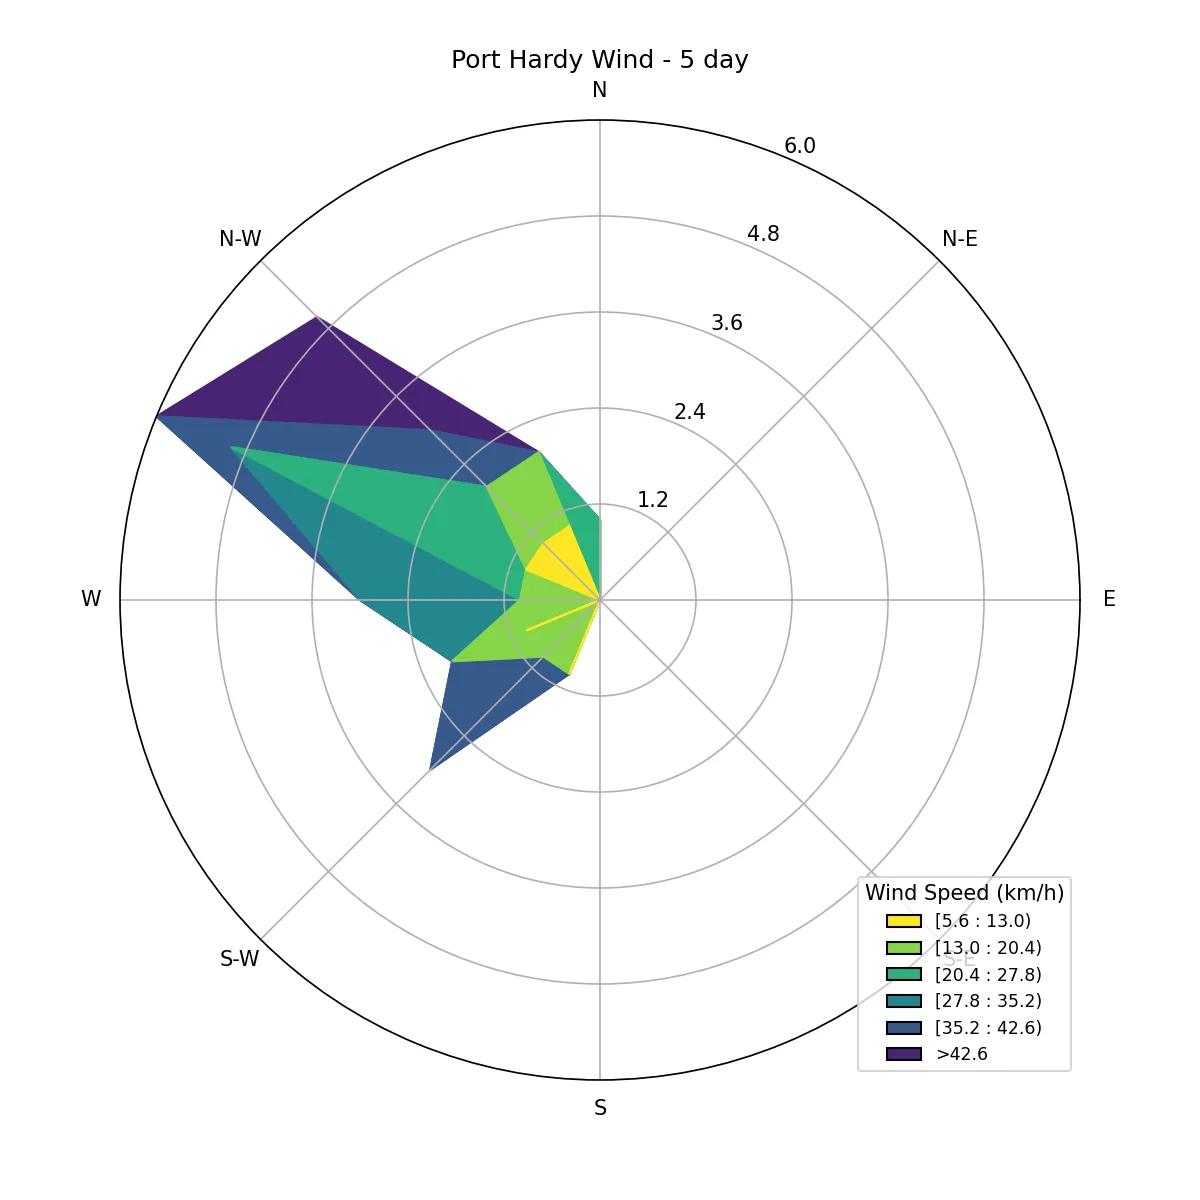 Port Hardy Wind - 5 day
N
6.0
N-W
N-E
4.8
3.6
2.4
1.2
W
E
S-W
S-E
Wind Speed (km/h)
[5.6 : 13.0)
[13.0 : 20.4)
[20.4 : 27.8)
[27.8 : 35.2)
[35.2 : 42.6)
>42.6
S